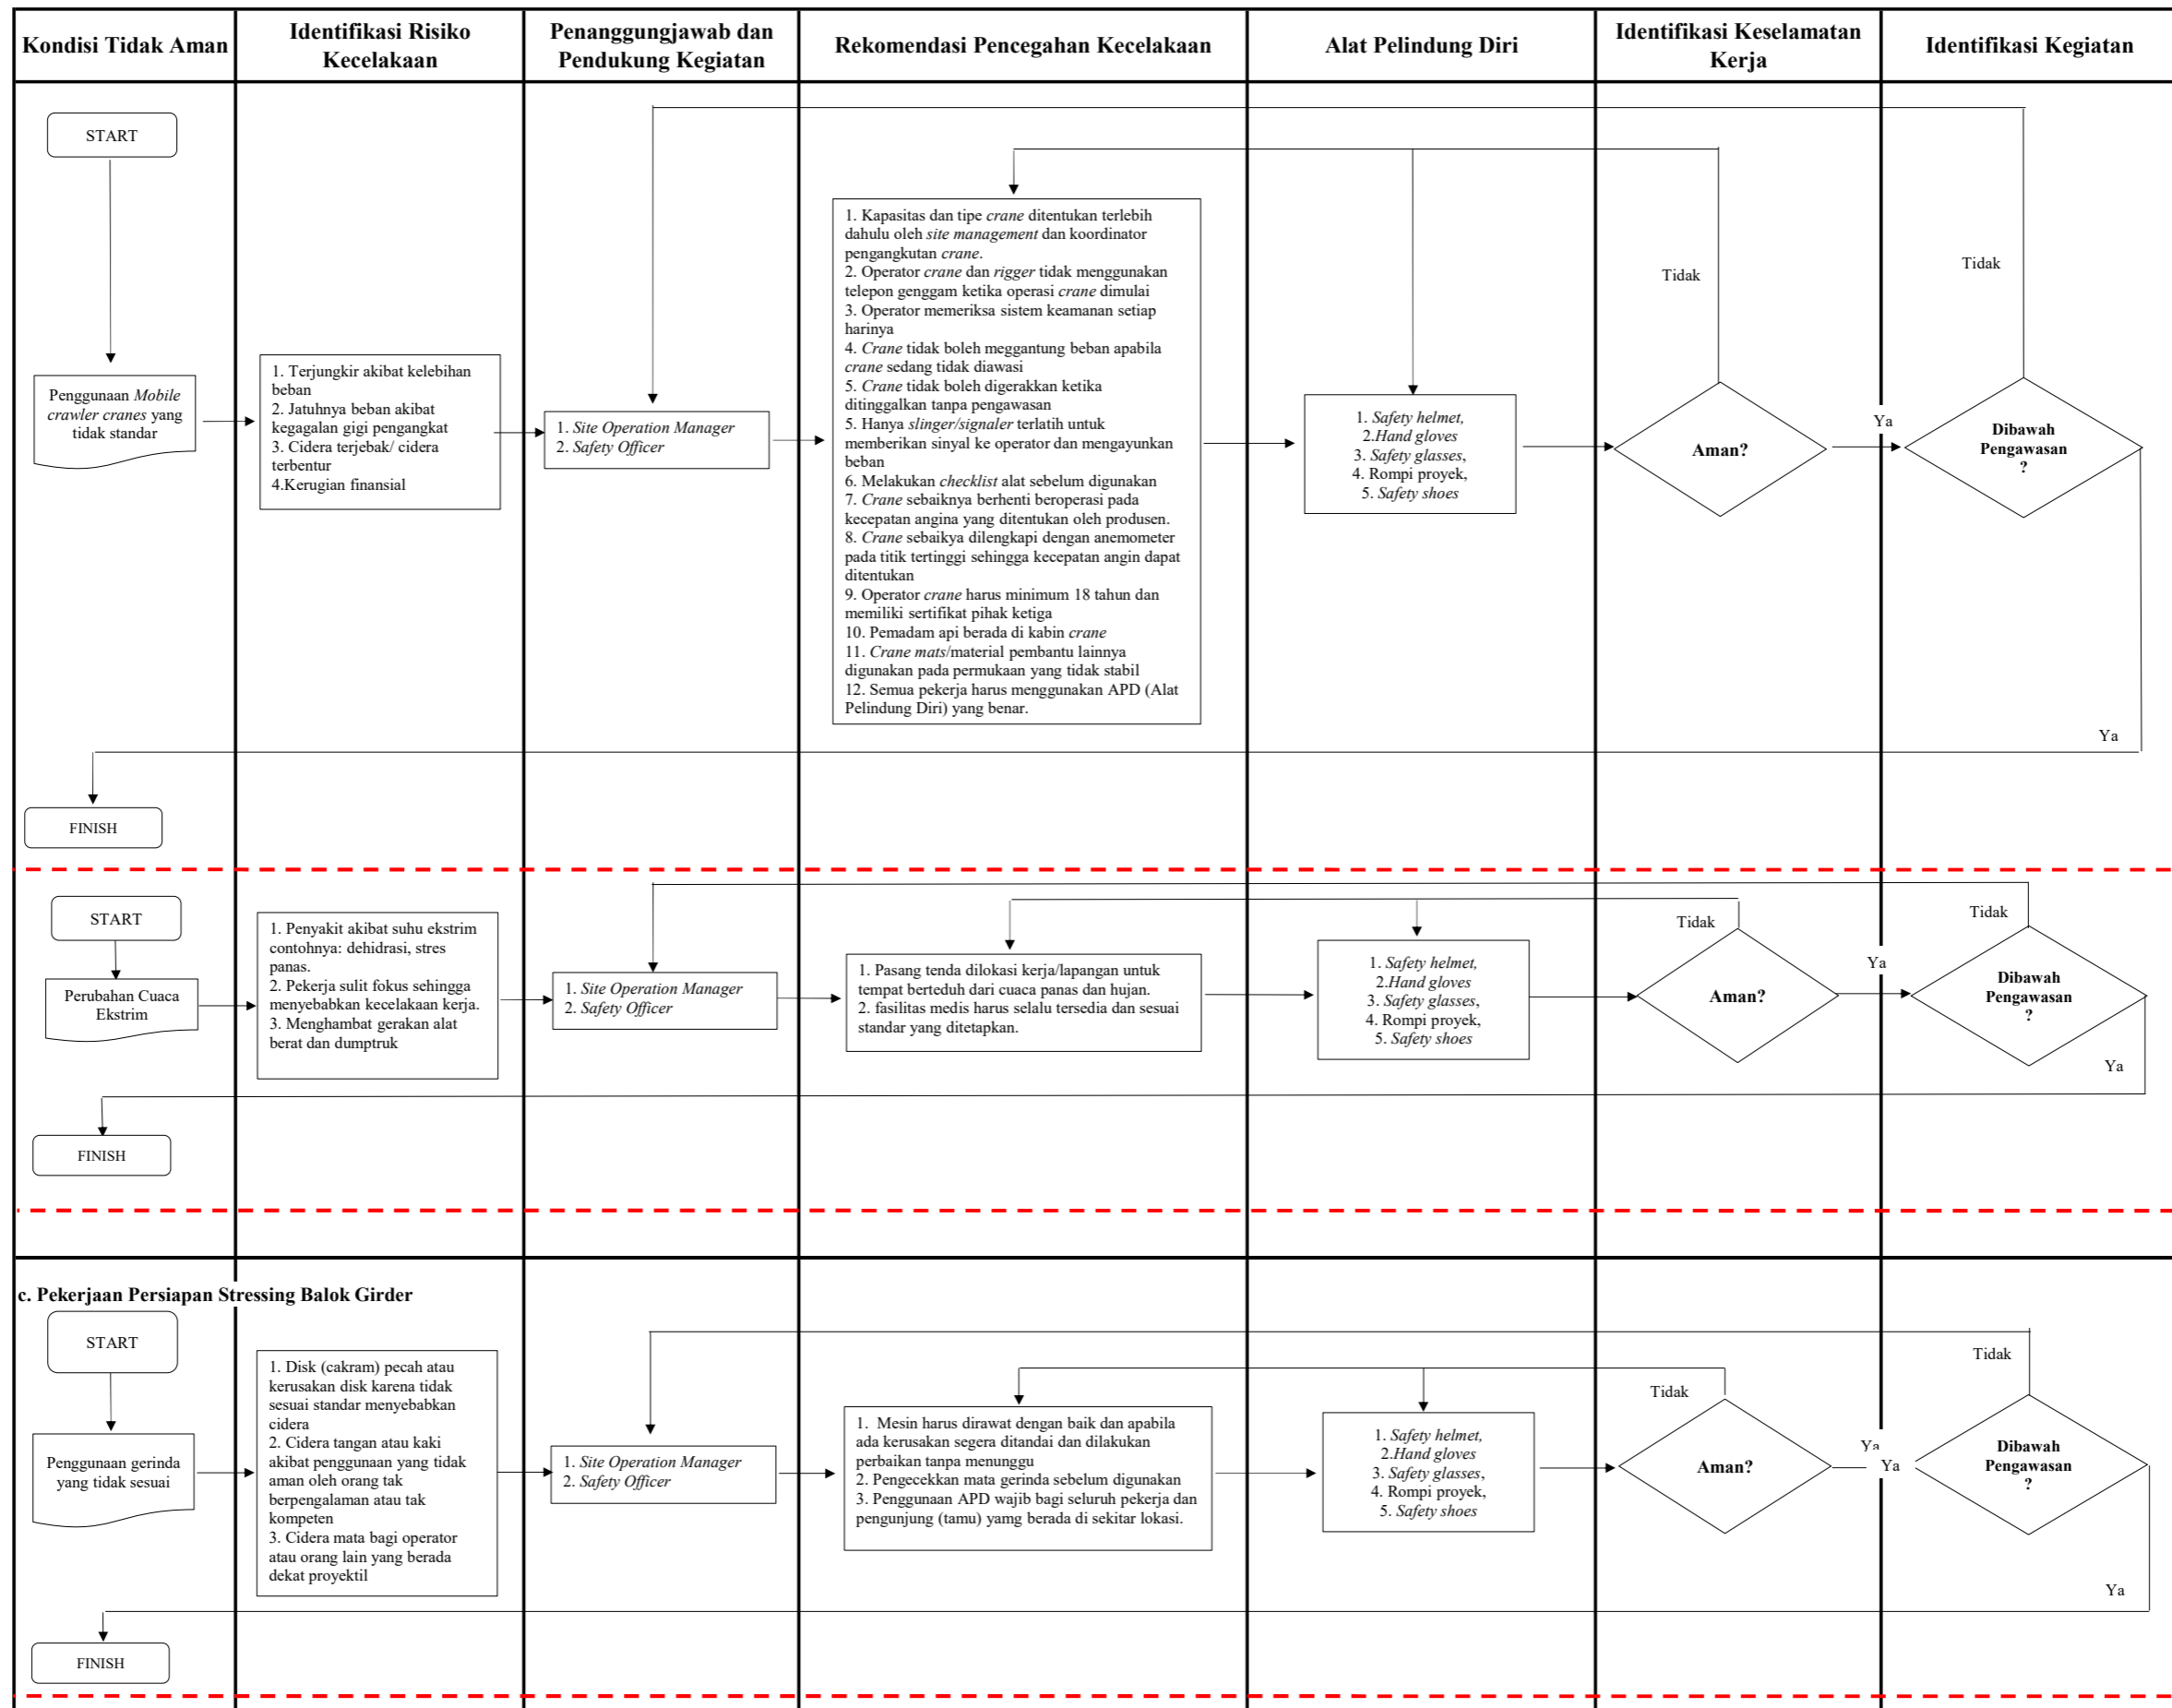 Kondisi Tidak Aman
Identifikasi Risiko
Kecelakaan
Penanggungjawab dan
Pendukung Kegiatan
Rekomendasi Pencegahan Kecelakaan
Alat Pelindung Diri
Identifikasi Keselamatan
Kerja
Identifikasi Kegiatan
START
Penggunaan Mobile
crawler cranes yang
tidak standar
1. Terjungkir akibat kelebihan
beban
2. Jatuhnya beban akibat
kegagalan gigi pengangkat
3. Cidera terjebak/ cidera
terbentur
4.Kerugian finansial
1. Site Operation Manager
2. Safety Officer
1. Kapasitas dan tipe crane ditentukan terlebih
dahulu oleh site management dan koordinator
pengangkutan crane.
2. Operator crane dan rigger tidak menggunakan
telepon genggam ketika operasi crane dimulai
3. Operator memeriksa sistem keamanan setiap
harinya
4. Crane tidak boleh meggantung beban apabila
crane sedang tidak diawasi
5. Crane tidak boleh digerakkan ketika
ditinggalkan tanpa pengawasan
5. Hanya slinger/signaler terlatih untuk
memberikan sinyal ke operator dan mengayunkan
beban
6. Melakukan checklist alat sebelum digunakan
7. Crane sebaiknya berhenti beroperasi pada
kecepatan angina yang ditentukan oleh produsen.
8. Crane sebaikya dilengkapi dengan anemometer
pada titik tertinggi sehingga kecepatan angin dapat
ditentukan
9. Operator crane harus minimum 18 tahun dan
memiliki sertifikat pihak ketiga
10. Pemadam api berada di kabin crane
11. Crane mats/material pembantu lainnya
digunakan pada permukaan yang tidak stabil
12. Semua pekerja harus menggunakan APD (Alat
Pelindung Diri) yang benar.
1. Safety helmet,
2.Hand gloves
3. Safety glasses,
4. Rompi proyek,
5. Safety shoes
Tidak
Aman?
Ya
Tidak
Dibawah
Pengawasan
?
Ya
FINISH
START
Perubahan Cuaca
Ekstrim
1. Penyakit akibat suhu ekstrim
contohnya: dehidrasi, stres
panas.
2. Pekerja sulit fokus sehingga
menyebabkan kecelakaan kerja.
3. Menghambat gerakan alat
berat dan dumptruk
1. Site Operation Manager
2. Safety Officer
1. Pasang tenda dilokasi kerja/lapangan untuk
tempat berteduh dari cuaca panas dan hujan.
2. fasilitas medis harus selalu tersedia dan sesuai
standar yang ditetapkan.
1. Safety helmet,
2.Hand gloves
3. Safety glasses,
4. Rompi proyek,
5. Safety shoes
Tidak
Aman?
Ya
Tidak
Dibawah
Pengawasan
?
Ya
FINISH
c. Pekerjaan Persiapan Stressing Balok Girder
START
Penggunaan gerinda
yang tidak sesuai
1. Disk (cakram) pecah atau
kerusakan disk karena tidak
sesuai standar menyebabkan
cidera
2. Cidera tangan atau kaki
akibat penggunaan yang tidak
aman oleh orang tak
berpengalaman atau tak
kompeten
3. Cidera mata bagi operator
atau orang lain yang berada
dekat proyektil
1. Site Operation Manager
2. Safety Officer
1. Mesin harus dirawat dengan baik dan apabila
ada kerusakan segera ditandai dan dilakukan
perbaikan tanpa menunggu
2. Pengecekkan mata gerinda sebelum digunakan
3. Penggunaan APD wajib bagi seluruh pekerja dan
pengunjung (tamu) yamg berada di sekitar lokasi.
1. Safety helmet,
2.Hand gloves
3. Safety glasses,
4. Rompi proyek,
5. Safety shoes
Tidak
Aman?
Ya
Ya
Tidak
Dibawah
Pengawasan
?
Ya
FINISH